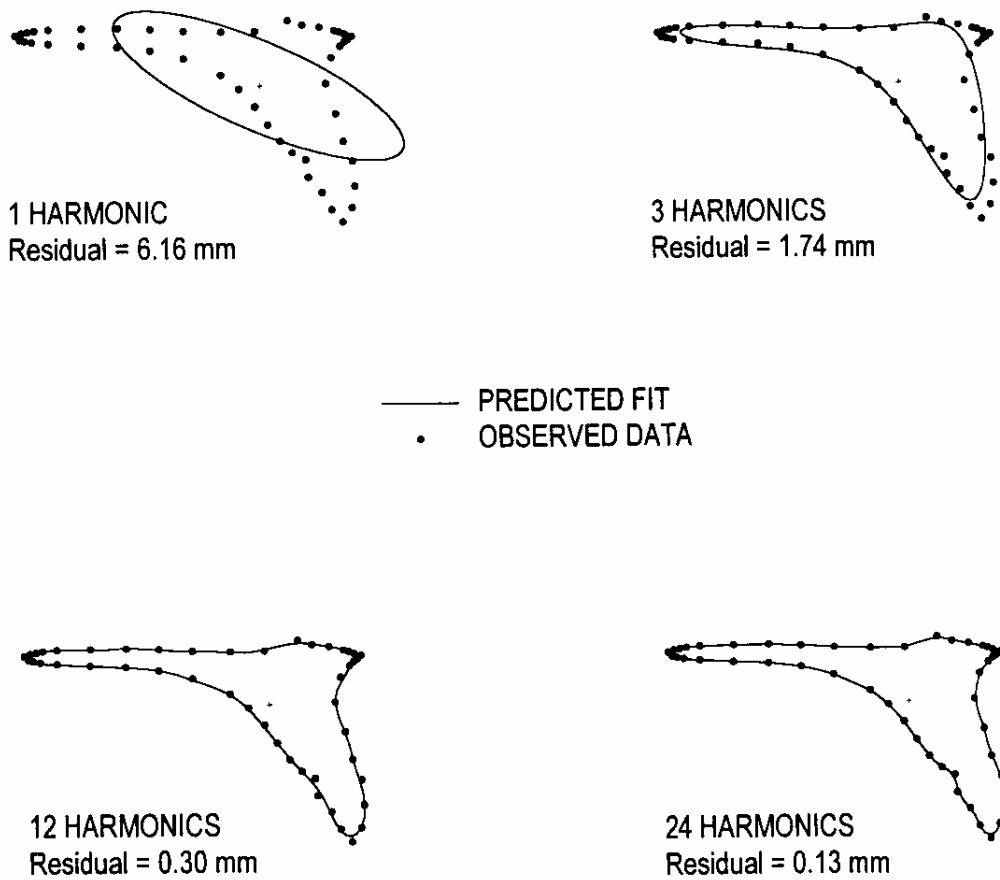 1 HARMONIC
Residual = 6.16 mm
3 HARMONICS
Residual = 1.74 mm
PREDICTED FIT
OBSERVED DATA
12 HARMONICS
Residual = 0.30 mm
24 HARMONICS
Residual = 0.13 mm